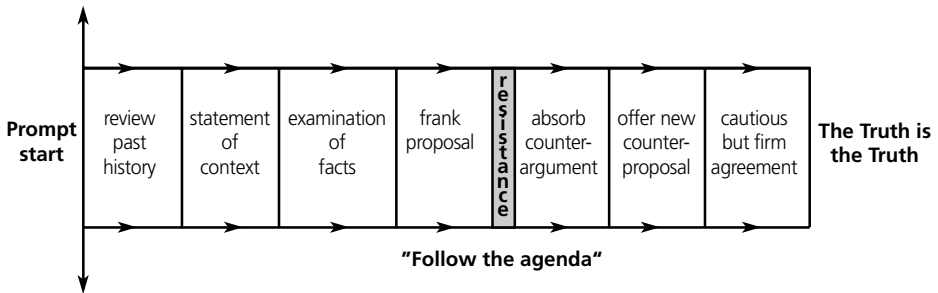 Prompt
start
review
past
history
statement
of
context
examination
of
facts
frank
proposal
resistance
absorb
counter-
argument
offer new
counter-
proposal
cautious
but firm
agreement
The Truth is
the Truth
"Follow the agenda“